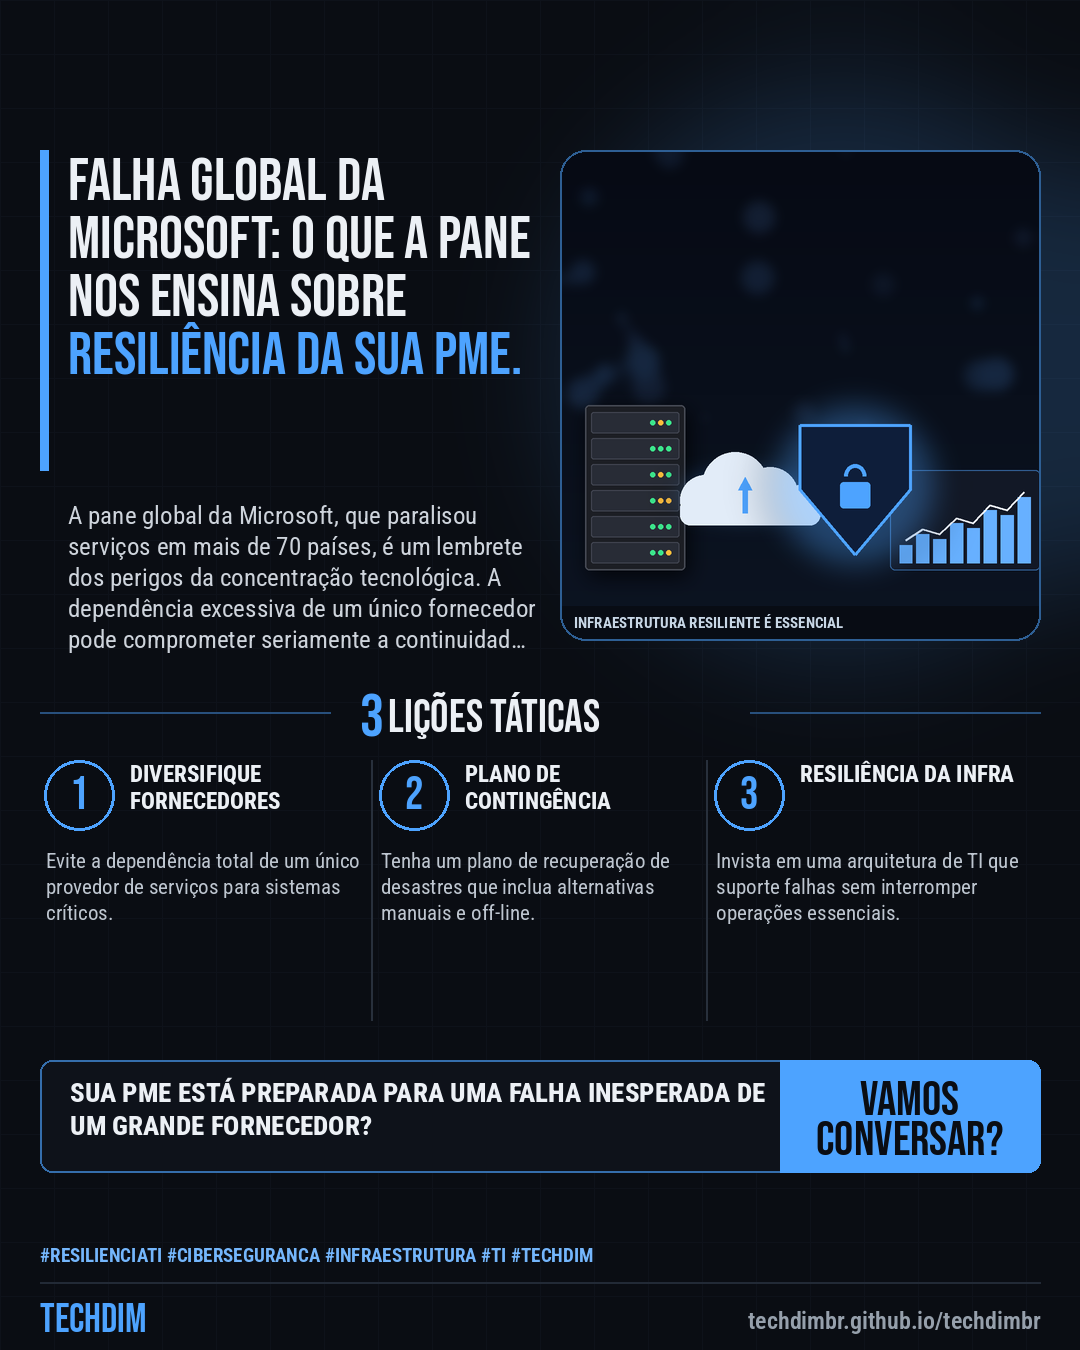 FALHA GLOBAL DA
MICROSOFT: O QUE A PANE
NOS ENSINA SOBRE
RESILIÊNCIA DA SUA PME.
A pane global da Microsoft, que paralisou
serviços em mais de 70 países, é um lembrete
dos perigos da concentração tecnológica. A
dependência excessiva de um único fornecedor
pode comprometer seriamente a continuidad…
INFRAESTRUTURA RESILIENTE É ESSENCIAL
3 LIÇÕES TÁTICAS
1
DIVERSIFIQUE
FORNECEDORES
Evite a dependência total de um único
provedor de serviços para sistemas
críticos.
2
PLANO DE
CONTINGÊNCIA
Tenha um plano de recuperação de
desastres que inclua alternativas
manuais e off-line.
3
RESILIÊNCIA DA INFRA
Invista em uma arquitetura de TI que
suporte falhas sem interromper
operações essenciais.
SUA PME ESTÁ PREPARADA PARA UMA FALHA INESPERADA DE
UM GRANDE FORNECEDOR?
VAMOS
CONVERSAR?
#RESILIENCIATI #CIBERSEGURANCA #INFRAESTRUTURA #TI #TECHDIM
TECHDIM
techdimbr.github.io/techdimbr